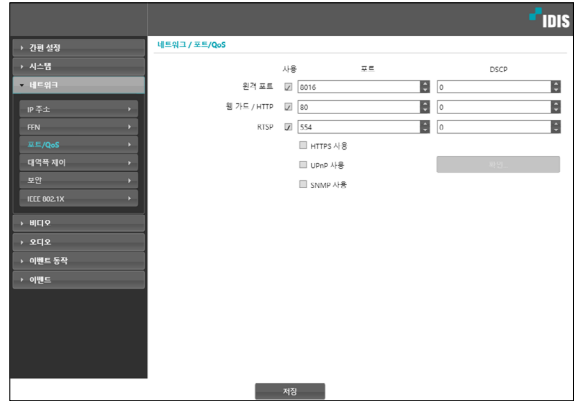 IDIS
간편 설정
시스템
네트워크
IP 주소
FEN
포트/QoS
대역폭 제어
보안
IEEE 802.1X
비디오
오디오
이벤트 동작
이벤트
네트워크 / 포트/QoS
사용 포트 DSCP
원격 포트 8016 0
웹 가드 / HTTP 80 0
RTSP 554 0
HTTPS 사용
UPnP 사용
SNMP 사용
저장